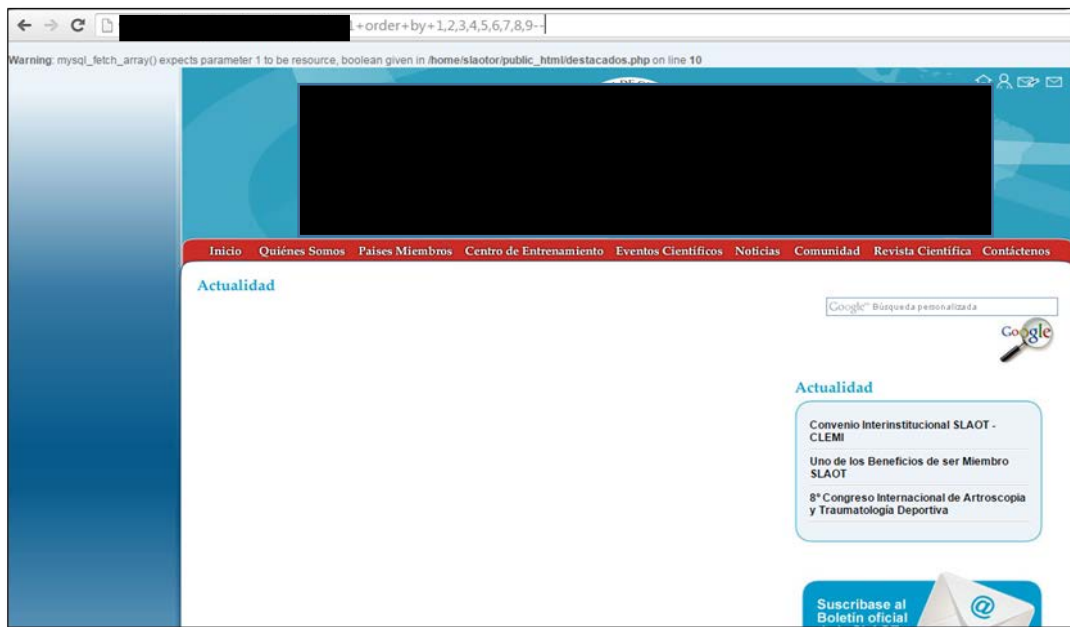 1+order+by+1,2,3,4,5,6,7,8,9--
Warning: mysql_fetch_array() expects parameter 1 to be resource, boolean given in /home/slaotor/public_html/destacados.php on line 10
Inicio Quiénes Somos Paises Miembros Centro de Entrenamiento Eventos Científicos Noticias Comunidad Revista Científica Contáctenos
Actualidad
Google™ Búsqueda personalizada
Google
Actualidad
Convenio Interinstitucional SLAOT -
CLEMI
Uno de los Beneficios de ser Miembro
SLAOT
8° Congreso Internacional de Artroscopia
y Traumatología Deportiva
Suscríbase al
Boletín oficial
@